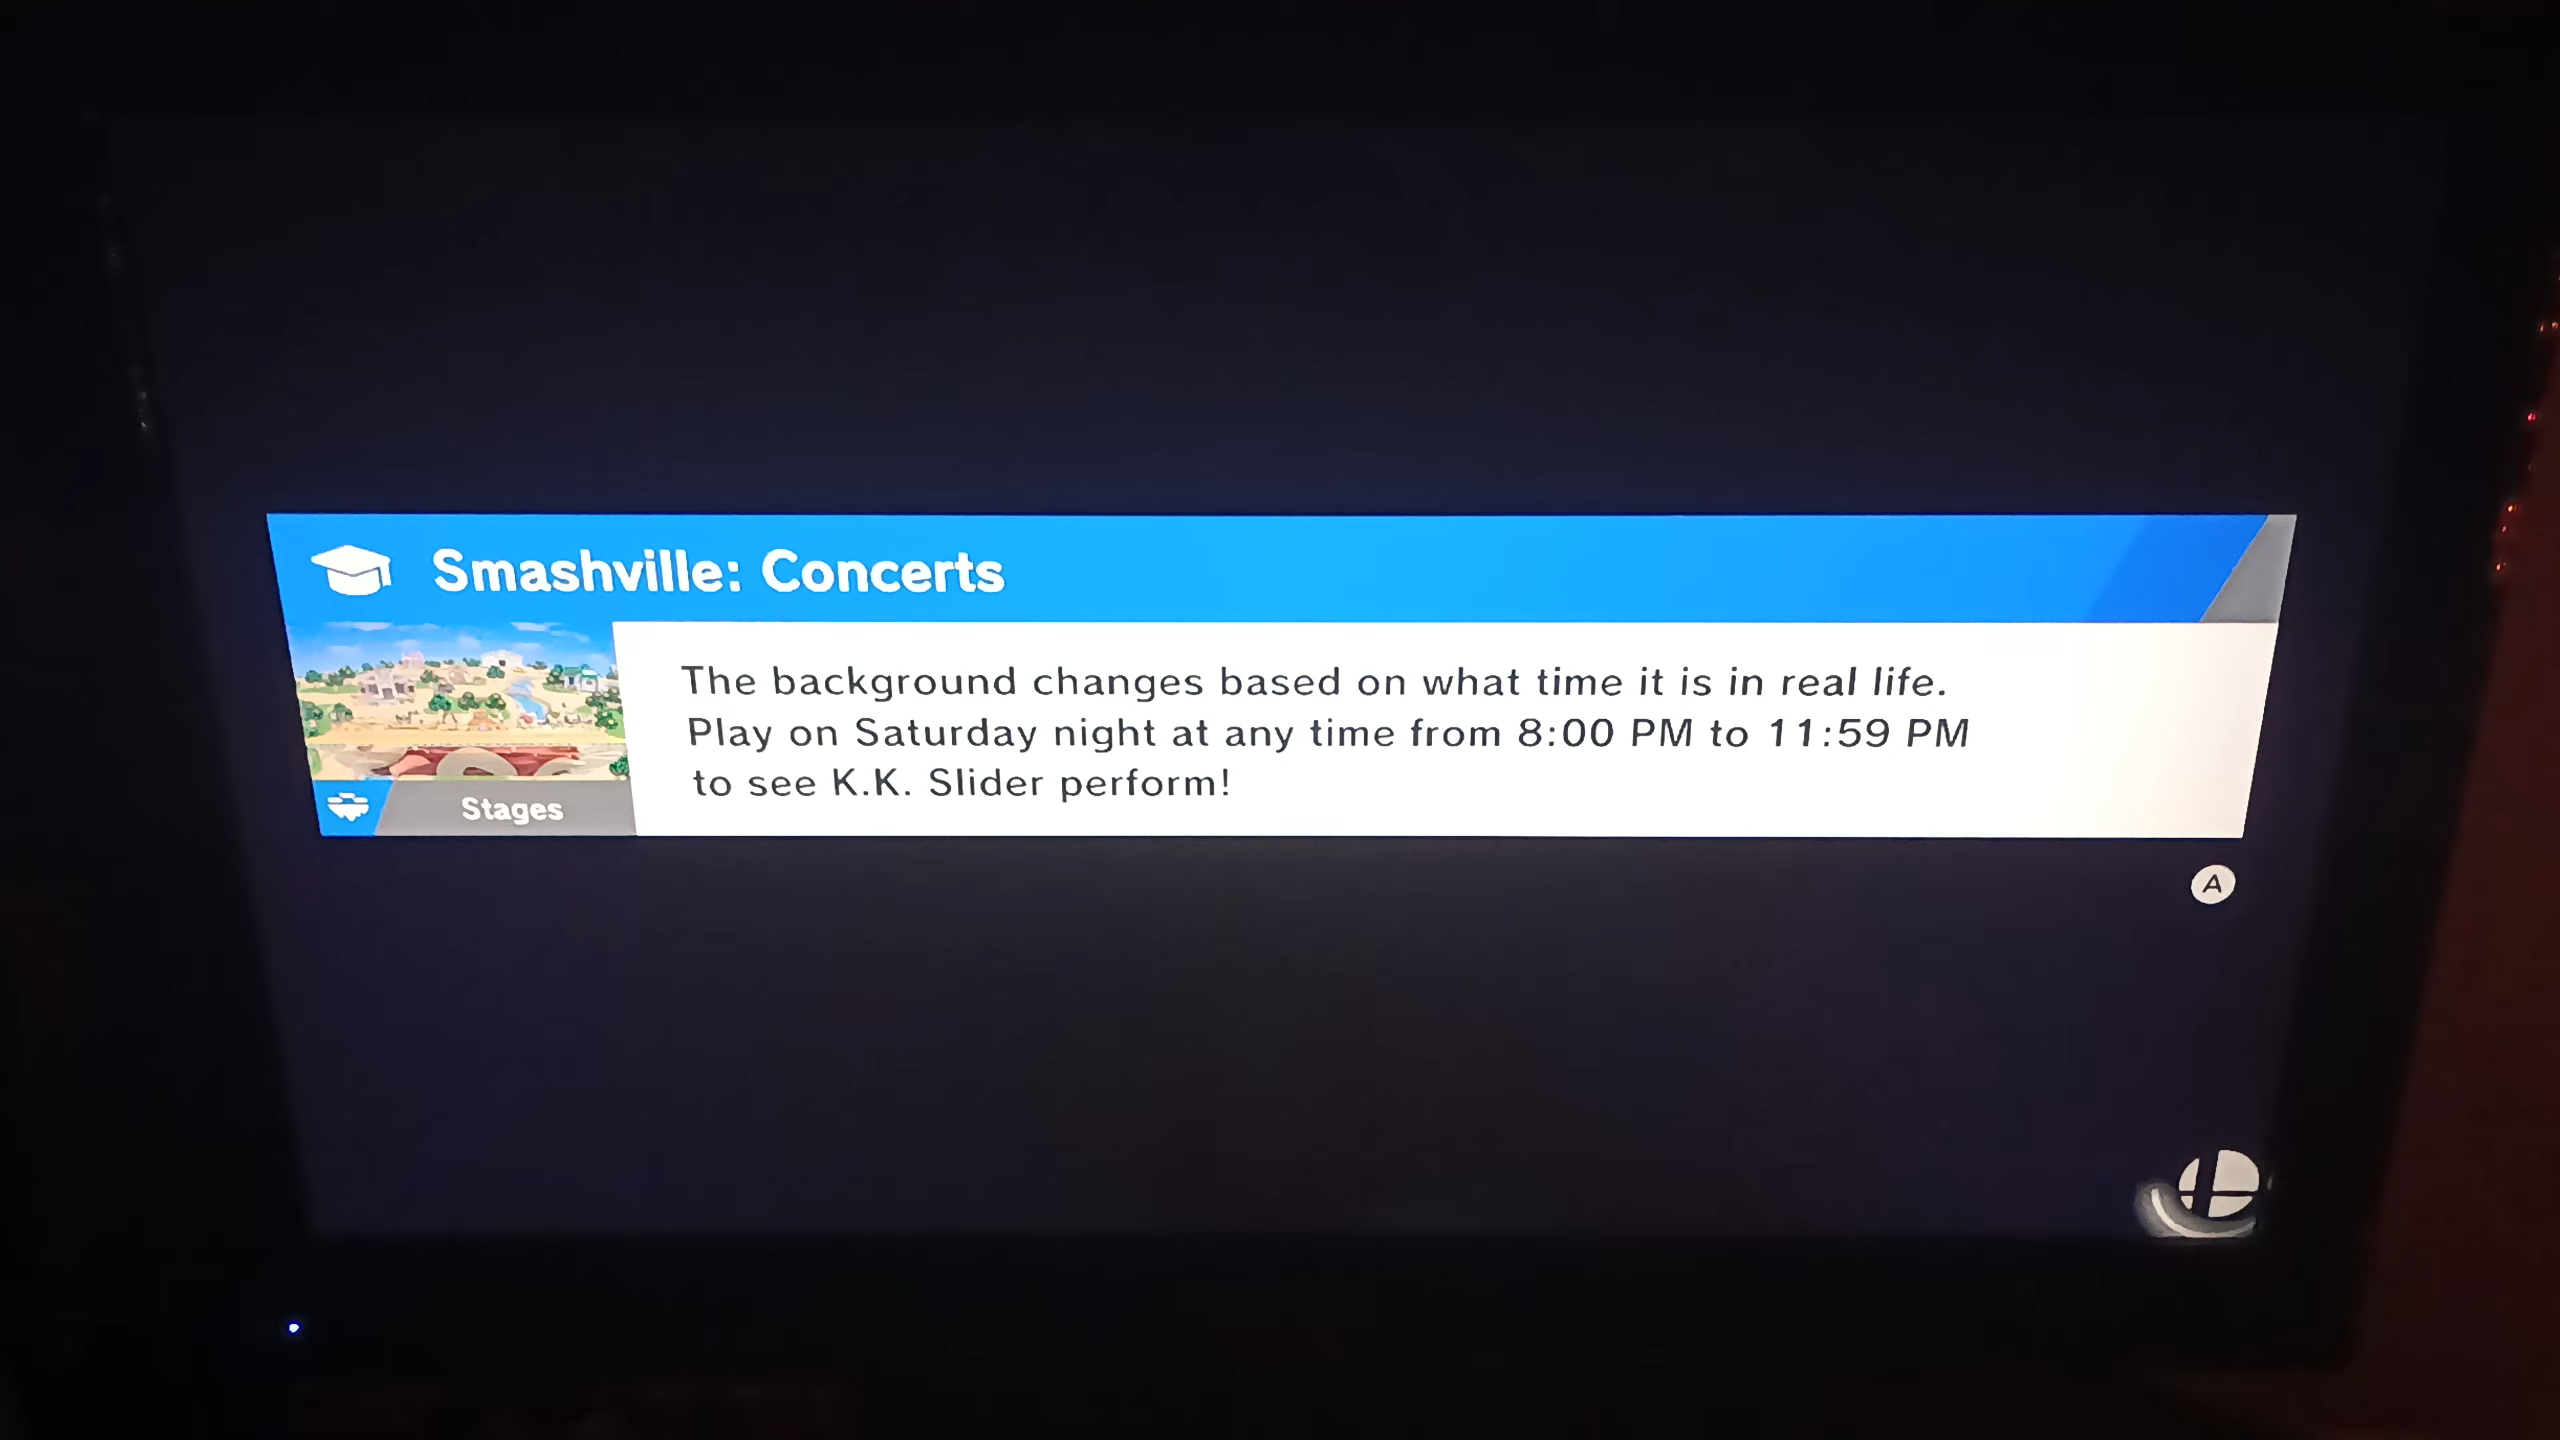 Smashville: Concerts
The background changes based on what time it is in real life.
Play on Saturday night at any time from 8:00 PM to 11:59 PM
to see K.K. Slider perform!
Stages
A